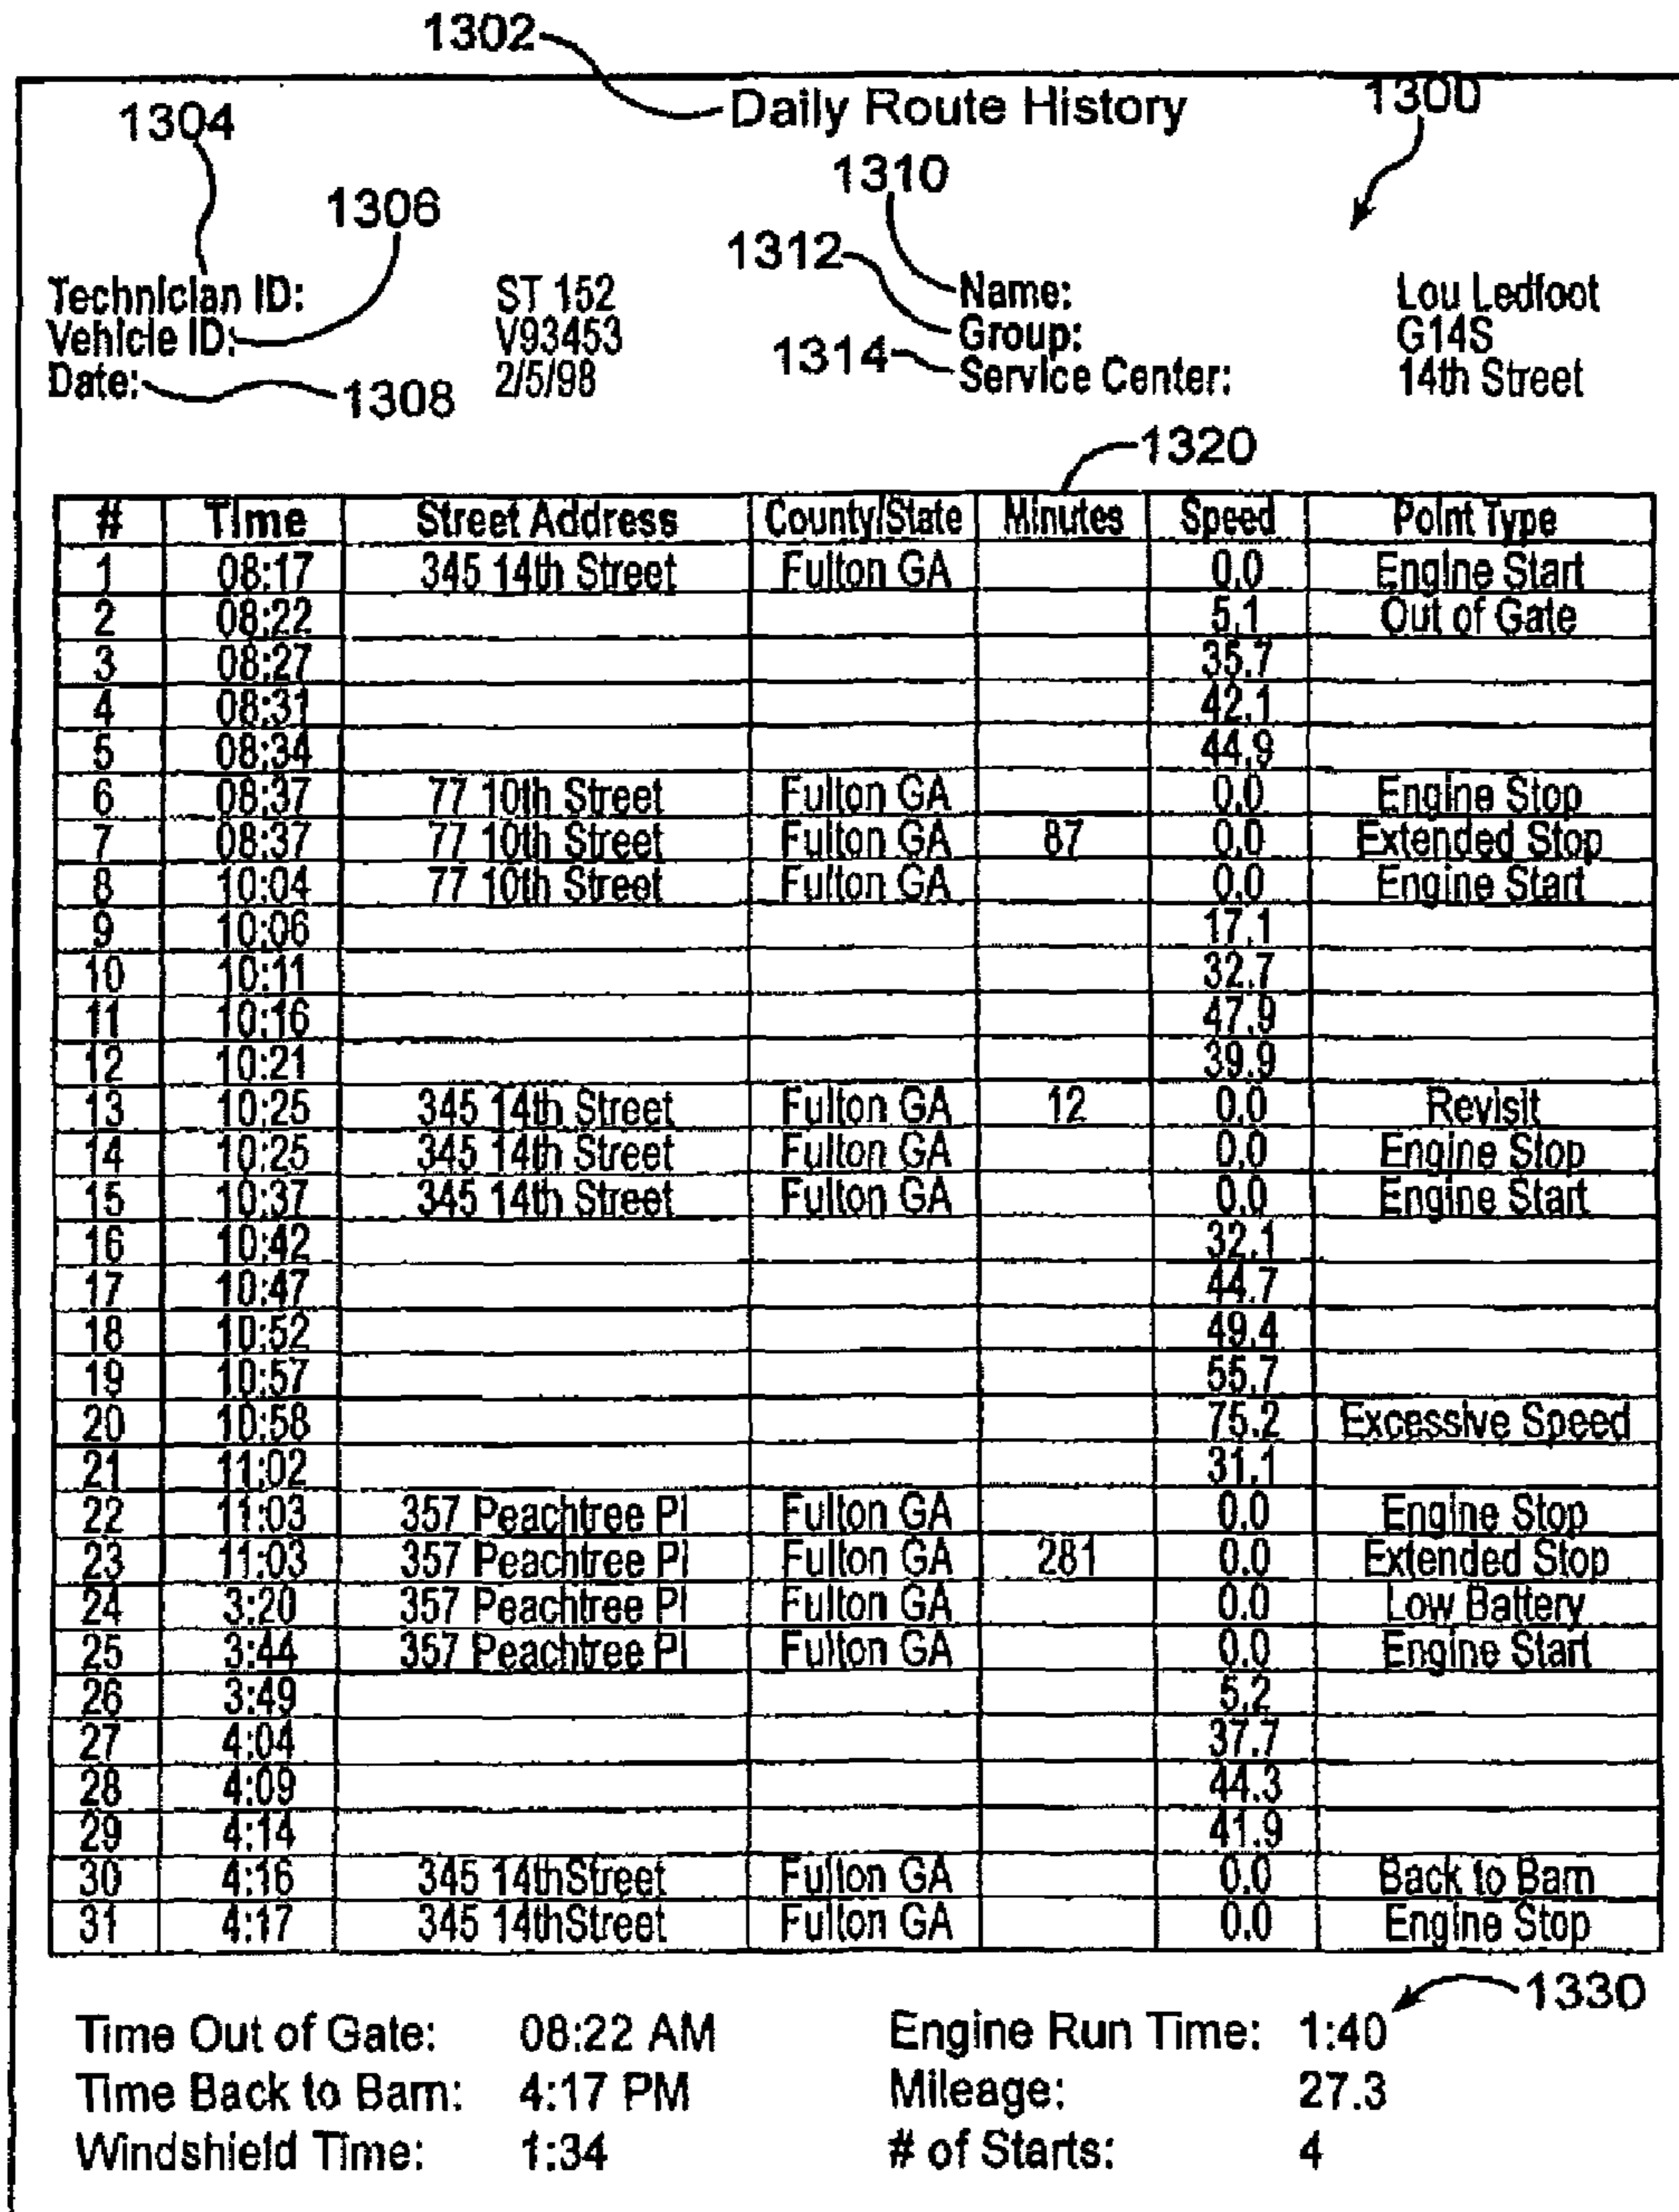 1302
Daily Route History
1300
1304
1306
1310
1312
1314
1308
Technician ID: ST 152 Name: Lou Ledfoot
Vehicle ID: V93453 Group: G14S
Date: 2/5/98 Service Center: 14th Street
1320
# Time Street Address County/State Minutes Speed Point Type
1 08:17 345 14th Street Fulton GA 0.0 Engine Start
2 08:22 5.1 Out of Gate
3 08:27 35.7
4 08:31 42.1
5 08:34 44.9
6 08:37 77 10th Street Fulton GA 0.0 Engine Stop
7 08:37 77 10th Street Fulton GA 87 0.0 Extended Stop
8 10:04 77 10th Street Fulton GA 0.0 Engine Start
9 10:06 17.1
10 10:11 32.7
11 10:16 47.9
12 10:21 39.9
13 10:25 345 14th Street Fulton GA 12 0.0 Revisit
14 10:25 345 14th Street Fulton GA 0.0 Engine Stop
15 10:37 345 14th Street Fulton GA 0.0 Engine Start
16 10:42 32.1
17 10:47 44.7
18 10:52 49.4
19 10:57 55.7
20 10:58 75.2 Excessive Speed
21 11:02 31.1
22 11:03 357 Peachtree Pl Fulton GA 0.0 Engine Stop
23 11:03 357 Peachtree Pl Fulton GA 281 0.0 Extended Stop
24 3:20 357 Peachtree Pl Fulton GA 0.0 Low Battery
25 3:44 357 Peachtree Pl Fulton GA 0.0 Engine Start
26 3:49 5.2
27 4:04 37.7
28 4:09 44.3
29 4:14 41.9
30 4:16 345 14thStreet Fulton GA 0.0 Back to Barn
31 4:17 345 14thStreet Fulton GA 0.0 Engine Stop
1330
Time Out of Gate: 08:22 AM Engine Run Time: 1:40
Time Back to Barn: 4:17 PM Mileage: 27.3
Windshield Time: 1:34 # of Starts: 4